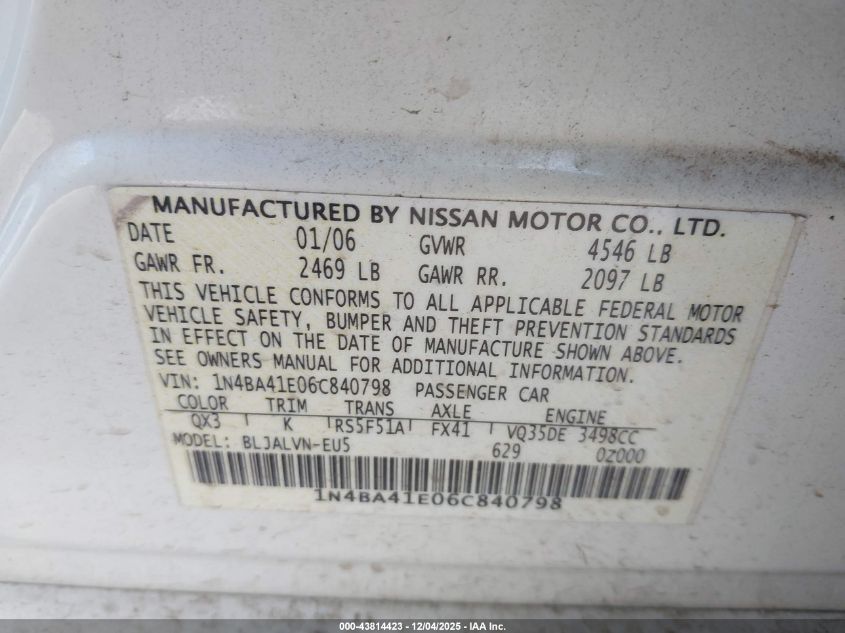 MANUFACTURED BY NISSAN MOTOR CO., LTD.
DATE 01/06 GVWR 4546 LB
GAWR FR. 2469 LB GAWR RR. 2097 LB
THIS VEHICLE CONFORMS TO ALL APPLICABLE FEDERAL MOTOR
VEHICLE SAFETY, BUMPER AND THEFT PREVENTION STANDARDS
IN EFFECT ON THE DATE OF MANUFACTURE SHOWN ABOVE.
SEE OWNERS MANUAL FOR ADDITIONAL INFORMATION.
VIN: 1N4BA41E06C840798 PASSENGER CAR
COLOR TRIM TRANS AXLE ENGINE
QX3 K RS5F51A FX41 VQ35DE 3498CC
MODEL: BLJALVN-EU5 629 0Z000
1N4BA41E06C840798
000-43814423 - 12/04/2025 - IAA Inc.